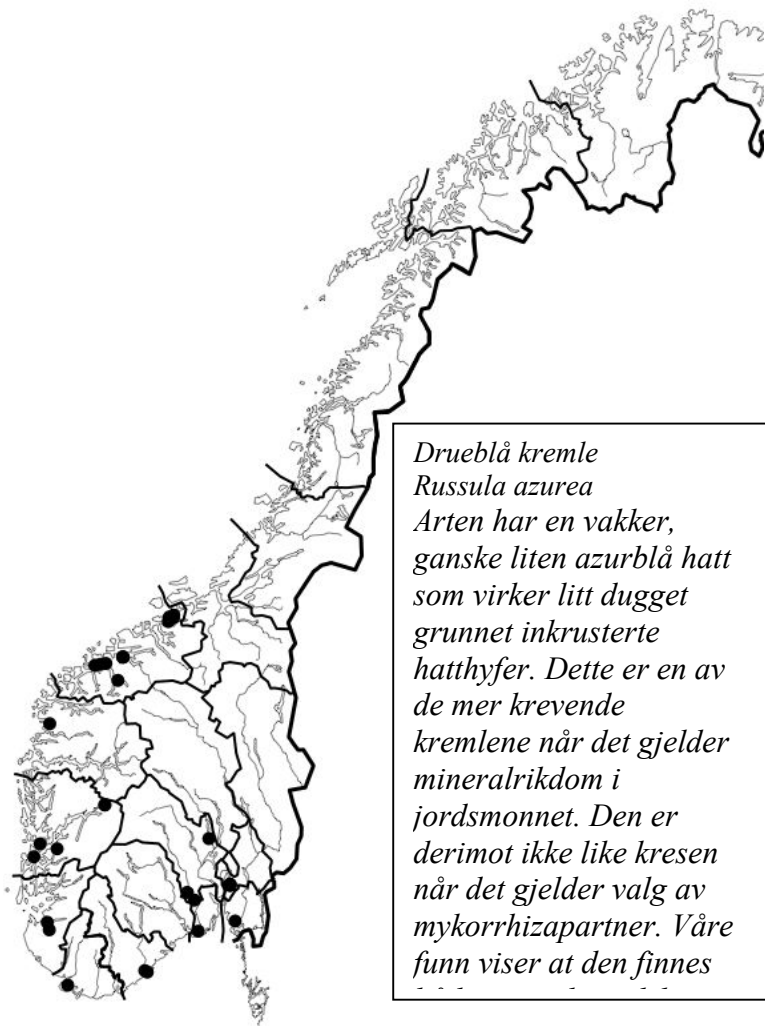 Drueblå kremle
Russula azurea
Arten har en vakker,
ganske liten azurblå hatt
som virker litt dugget
grunnet inkrusterte
hatthyfer. Dette er en av
de mer krevende
kremlene når det gjelder
mineralrikdom i
jordsmonnet. Den er
derimot ikke like kresen
når det gjelder valg av
mykorrhizapartner. Våre
funn viser at den finnes